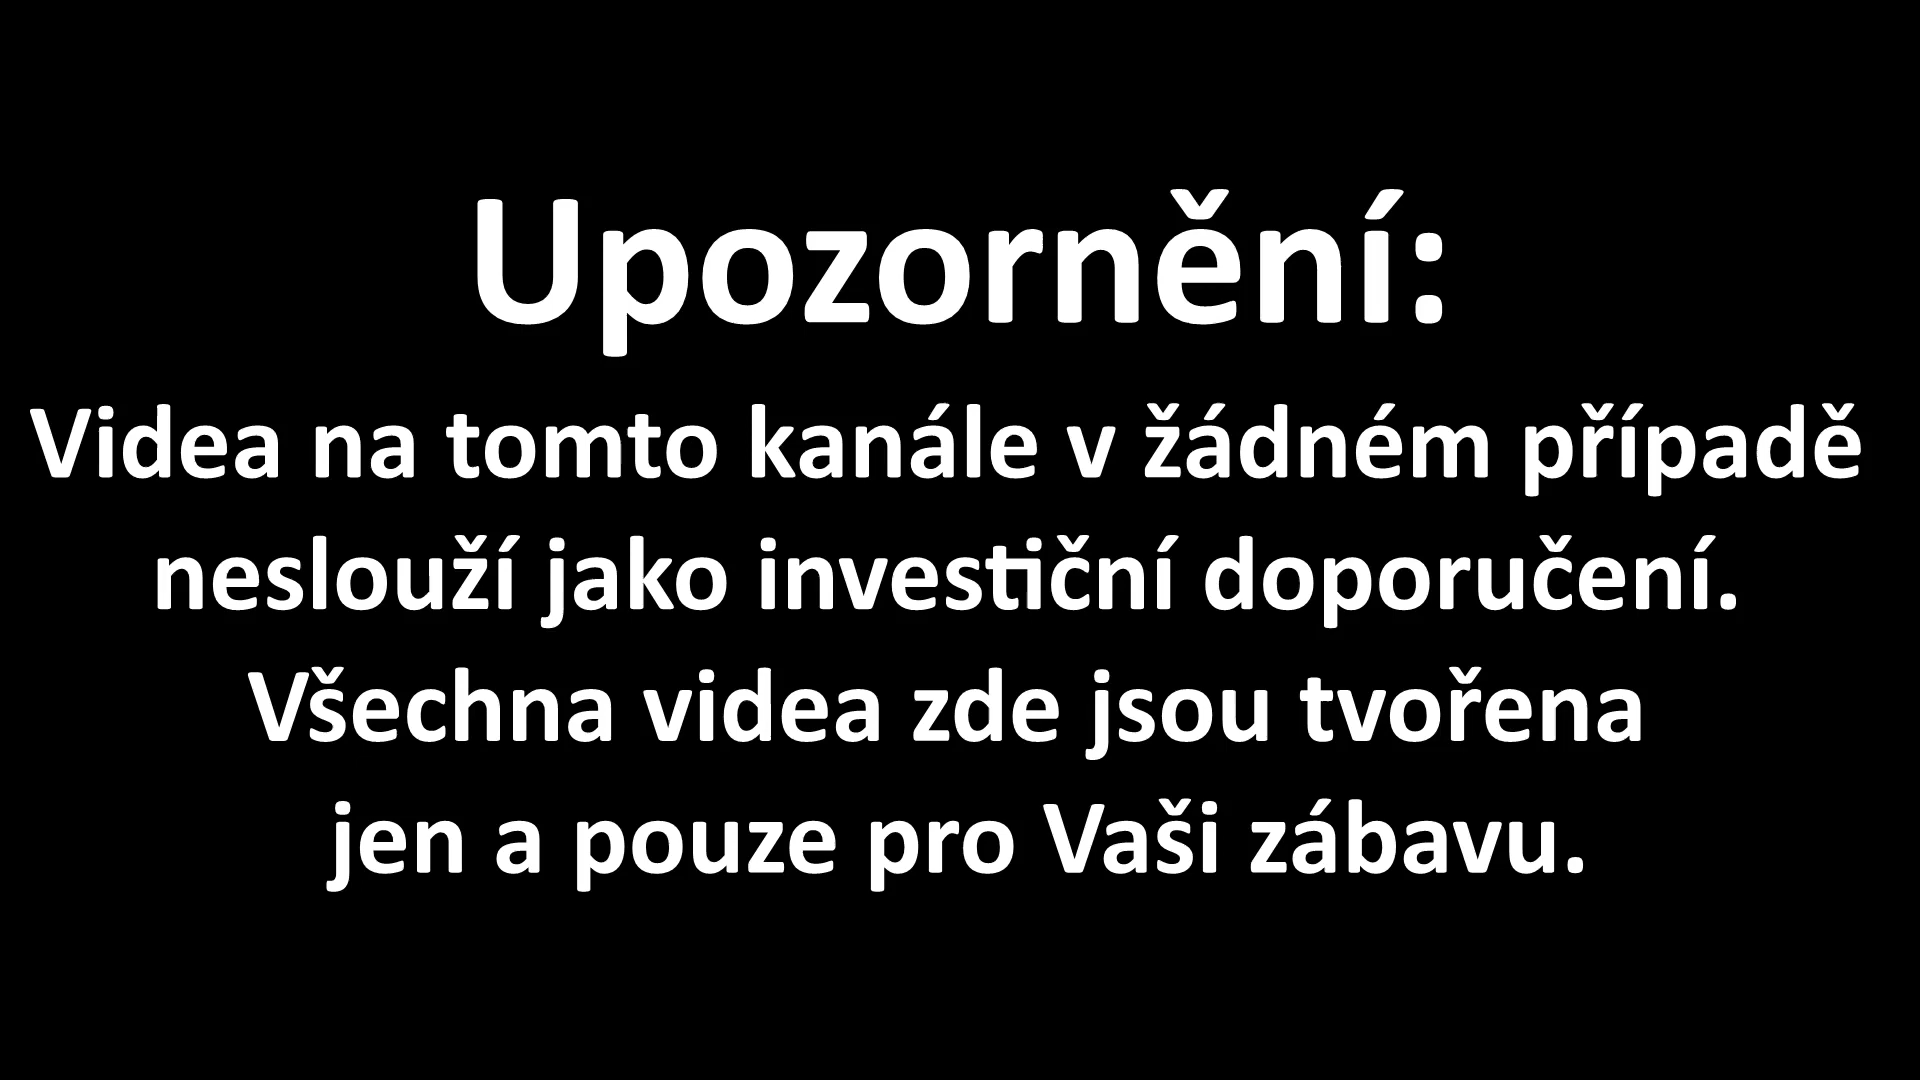 Upozornění:
Videa na tomto kanále v žádném případě
neslouží jako investiční doporučení.
Všechna videa zde jsou tvořena
jen a pouze pro Vaši zábavu.